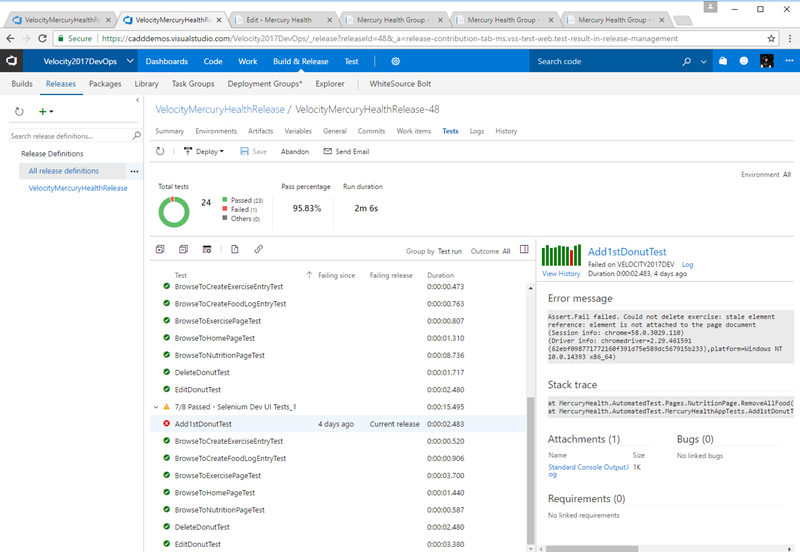 VelocityMercuryHealthRel
VelocityMercuryHealthRel
Edit - Mercury Health
Mercury Health Group -
Mercury Health Group -
Mercury Health Group -
Secure
https://cadddemos.visualstudio.com/Velocity2017DevOps/_release?releaseId=48&_a=release-contribution-tab-ms.vss-test-web.test-result-in-release-management
Velocity2017DevOps
Dashboards
Code
Work
Build & Release
Test
Search code
Builds
Releases
Packages
Library
Task Groups
Deployment Groups*
Explorer
WhiteSource Bolt
Search release definitions...
Release Definitions
All release definitions
VelocityMercuryHealthRelease
VelocityMercuryHealthRelease / VelocityMercuryHealthRelease-48
Summary
Environments
Artifacts
Variables
General
Commits
Work items
Tests
Logs
History
Deploy
Save
Abandon
Send Email
Environment All
Total tests
24
Passed (23)
Failed (1)
Others (0)
Pass percentage
95.83%
Run duration
2m 6s
Group by Test run
Outcome All
Test
Failing since
Failing release
Duration
BrowseToCreateExerciseEntryTest 0:00:00.473
BrowseToCreateFoodLogEntryTest 0:00:00.763
BrowseToExercisePageTest 0:00:00.807
BrowseToHomePageTest 0:00:01.310
BrowseToNutritionPageTest 0:00:08.736
DeleteDonutTest 0:00:01.717
EditDonutTest 0:00:02.480
7/8 Passed - Selenium Dev UI Tests_1 0:00:15.495
Add1stDonutTest 4 days ago Current release 0:00:02.483
BrowseToCreateExerciseEntryTest 0:00:00.520
BrowseToCreateFoodLogEntryTest 0:00:00.906
BrowseToExercisePageTest 0:00:03.700
BrowseToHomePageTest 0:00:01.440
BrowseToNutritionPageTest 0:00:00.587
DeleteDonutTest 0:00:02.480
EditDonutTest 0:00:03.380
Add1stDonutTest
Failed on VELOCITY2017DEV
Log
View History
Duration 0:00:02.483, 4 days ago
Error message
Assert.Fail failed. Could not delete exercise: stale element
reference: element is not attached to the page document
(Session info: chrome=58.0.3029.110)
(Driver info: chromedriver=2.29.461591
(62ebf098771772160f391d75e589dc567915b233),platform=Windows NT
10.0.14393 x86_64)
Stack trace
at MercuryHealth.AutomatedTest.Pages.NutritionPage.RemoveAllFood(
at MercuryHealth.AutomatedTest.MercuryHealthAppTests.Add1stDonutT
Attachments (1)
Name
Size
Standard Console Output.l
og
1K
Bugs (0)
No linked bugs
Requirements (0)
No linked requirements